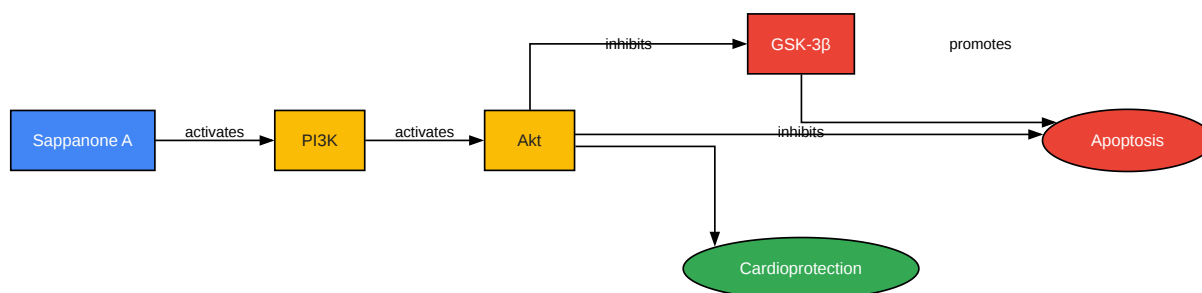 inhibits
GSK-3β
promotes
Sappanone A
activates
PI3K
activates
Akt
inhibits
Apoptosis
Cardioprotection